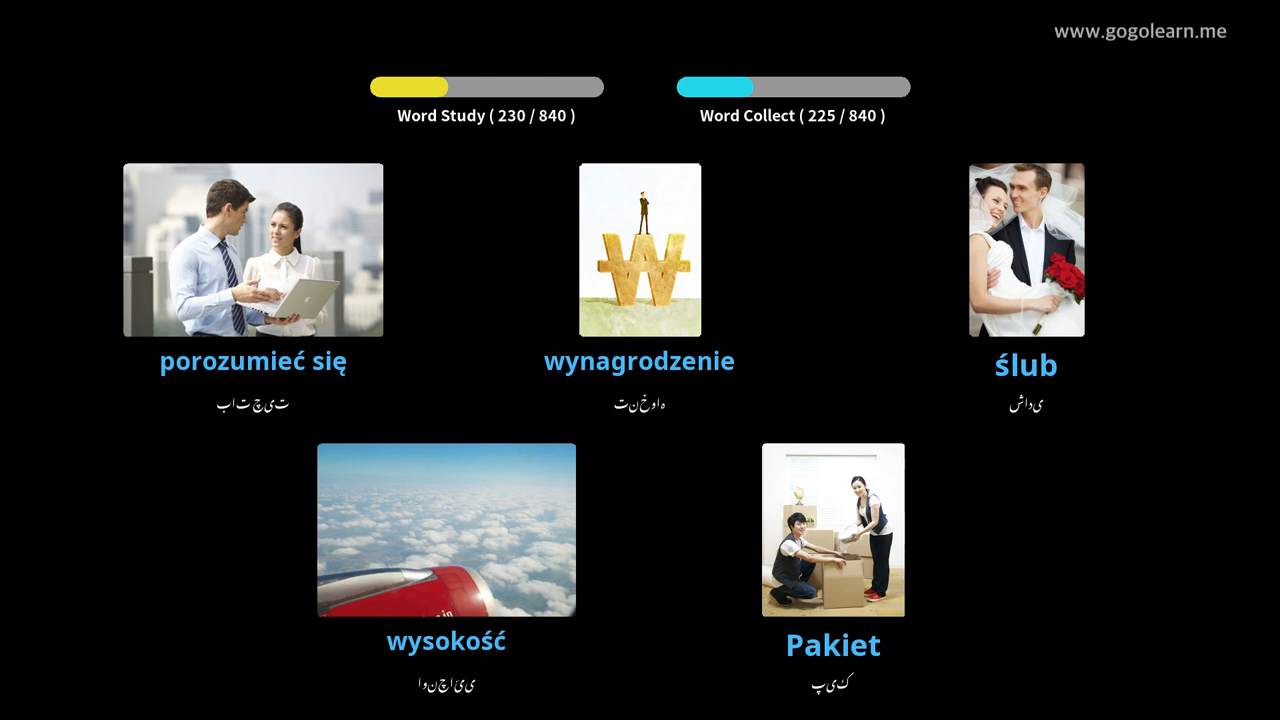 www.gogolearn.me
Word Study ( 230 / 840 )
Word Collect ( 225 / 840 )
porozumieć się
wynagrodzenie
ślub
بات چیت
تنخواہ
شادی
wysokość
Pakiet
اونچائی
پیک